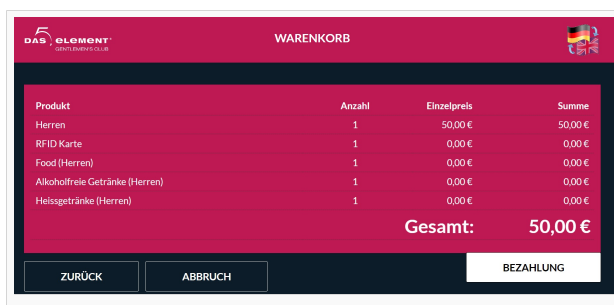 5
DAS ELEMENT
GENTLEMEN'S CLUB
WARENKORB
Produkt Anzahl Einzelpreis Summe
Herren 1 50,00 € 50,00 €
RFID Karte 1 0,00 € 0,00 €
Food (Herren) 1 0,00 € 0,00 €
Alkoholfreie Getränke (Herren) 1 0,00 € 0,00 €
Heissgetränke (Herren) 1 0,00 € 0,00 €
Gesamt: 50,00 €
ZURÜCK ABBRUCH BEZAHLUNG